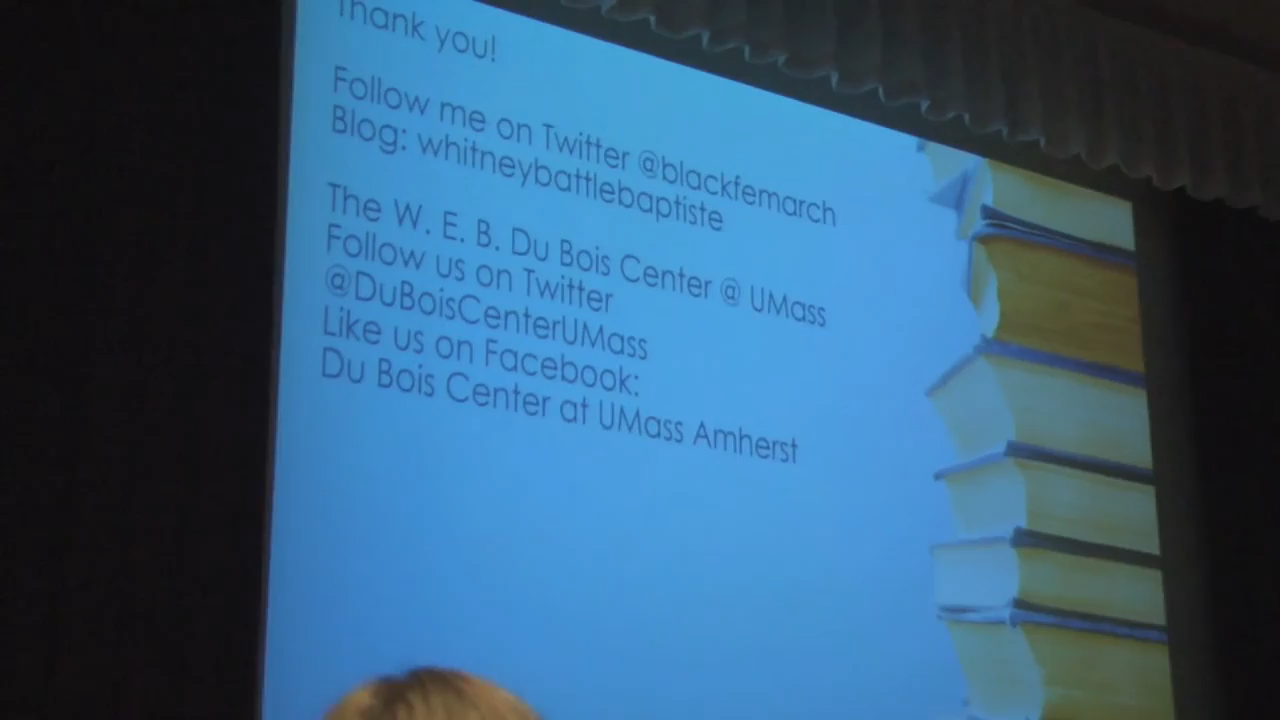 Thank you!
Follow me on Twitter @blackfemarch
Blog: whitneybattlebaptiste
The W. E. B. Du Bois Center @ UMass
Follow us on Twitter
@DuBoisCenterUMass
Like us on Facebook:
Du Bois Center at UMass Amherst